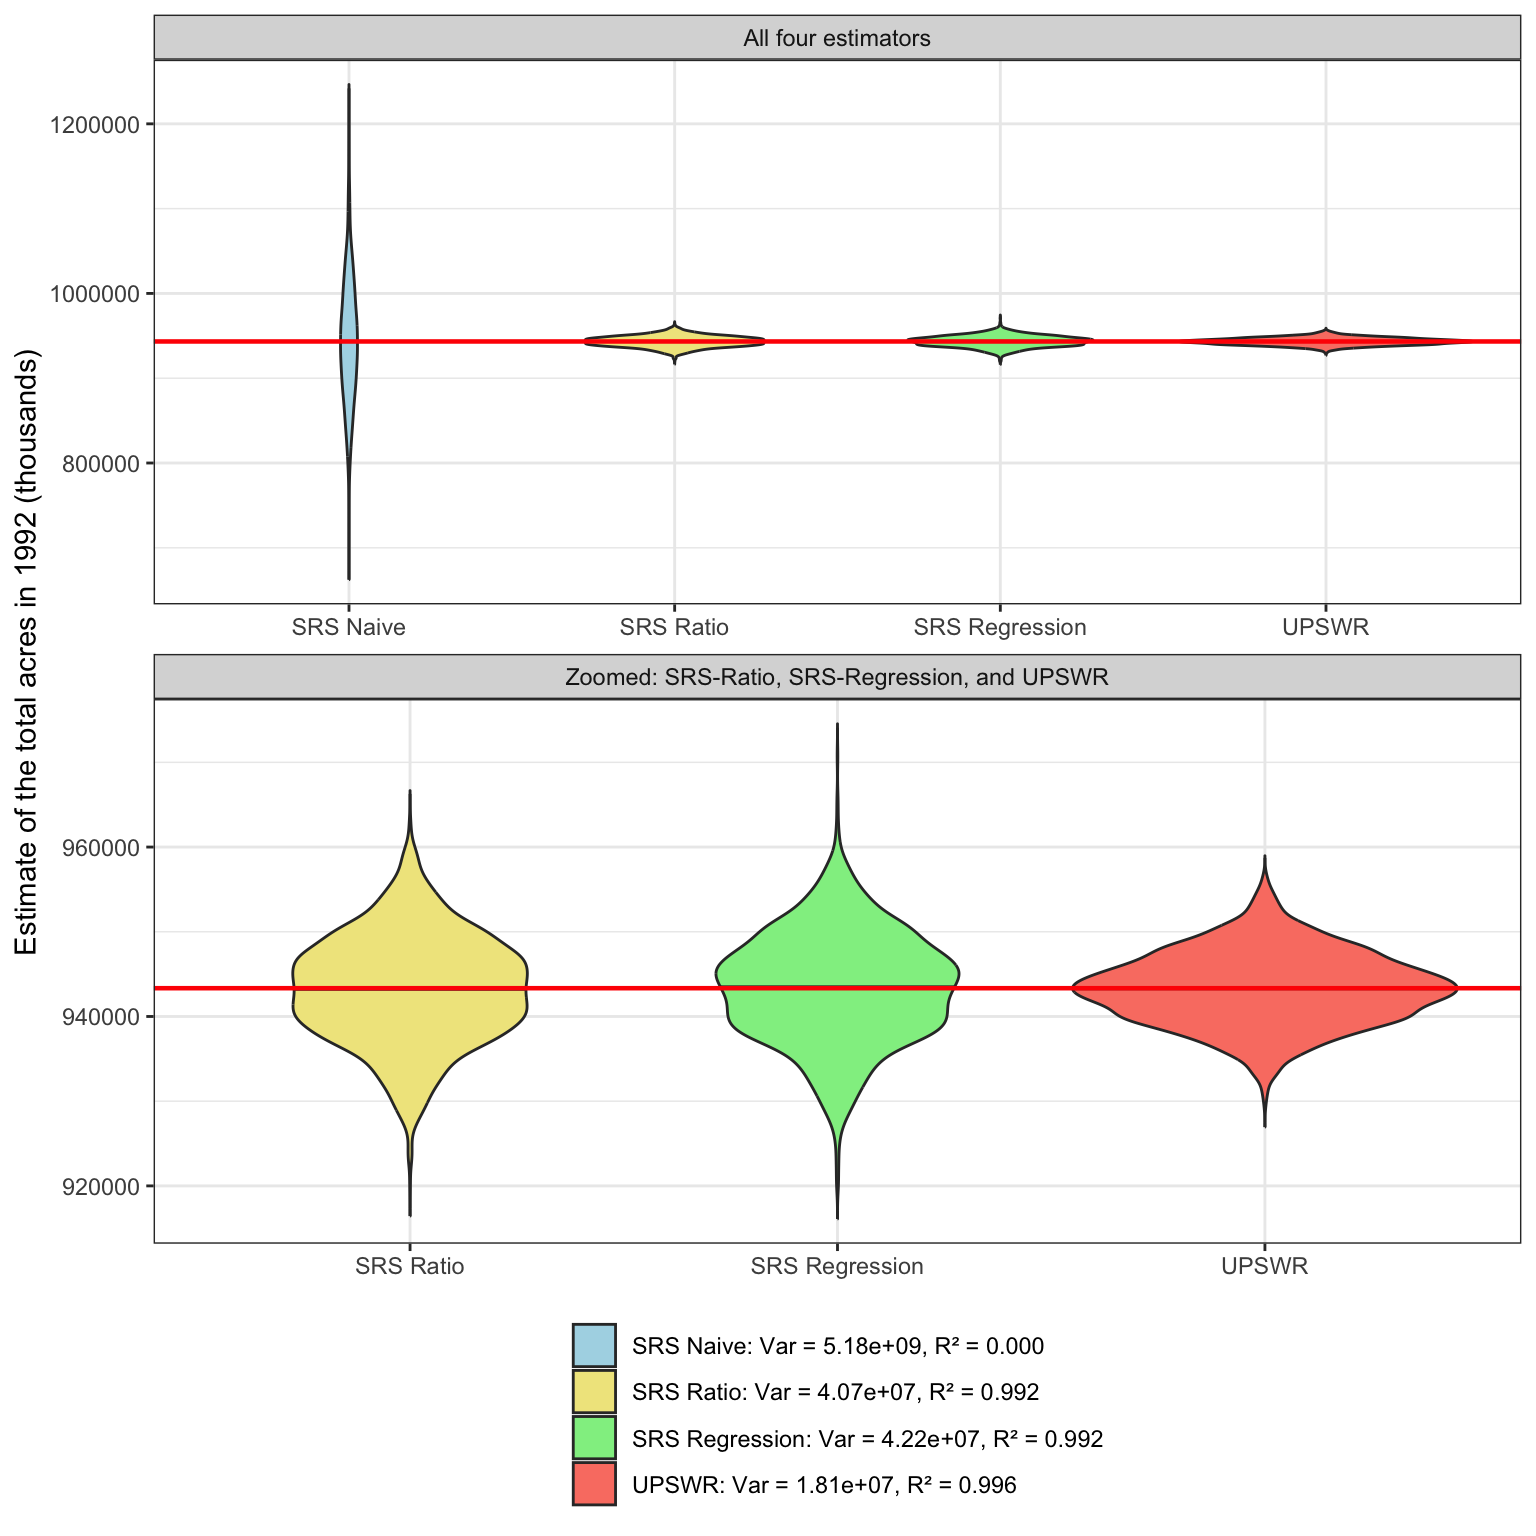 All four estimators
Estimate of the total acres in 1992 (thousands)
1200000
1000000
800000
SRS Naive
SRS Ratio
SRS Regression
UPSWR
Zoomed: SRS-Ratio, SRS-Regression, and UPSWR
960000
940000
920000
SRS Ratio
SRS Regression
UPSWR
SRS Naive: Var = 5.18e+09, R² = 0.000
SRS Ratio: Var = 4.07e+07, R² = 0.992
SRS Regression: Var = 4.22e+07, R² = 0.992
UPSWR: Var = 1.81e+07, R² = 0.996